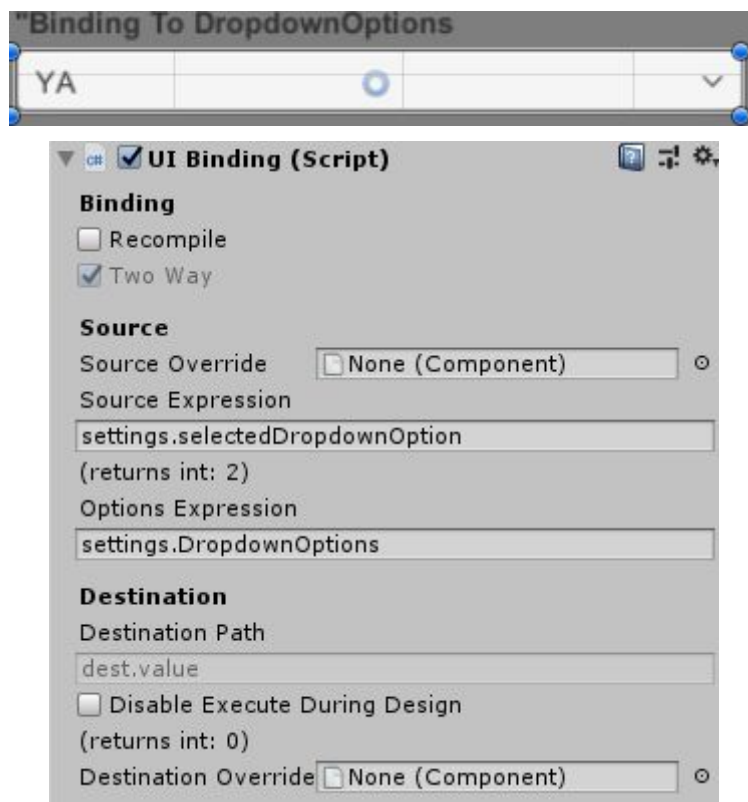 "Binding To DropdownOptions
YA
c# UI Binding (Script)
Binding
Recompile
Two Way
Source
Source Override None (Component)
Source Expression
settings.selectedDropdownOption
(returns int: 2)
Options Expression
settings.DropdownOptions
Destination
Destination Path
dest.value
Disable Execute During Design
(returns int: 0)
Destination Override None (Component)